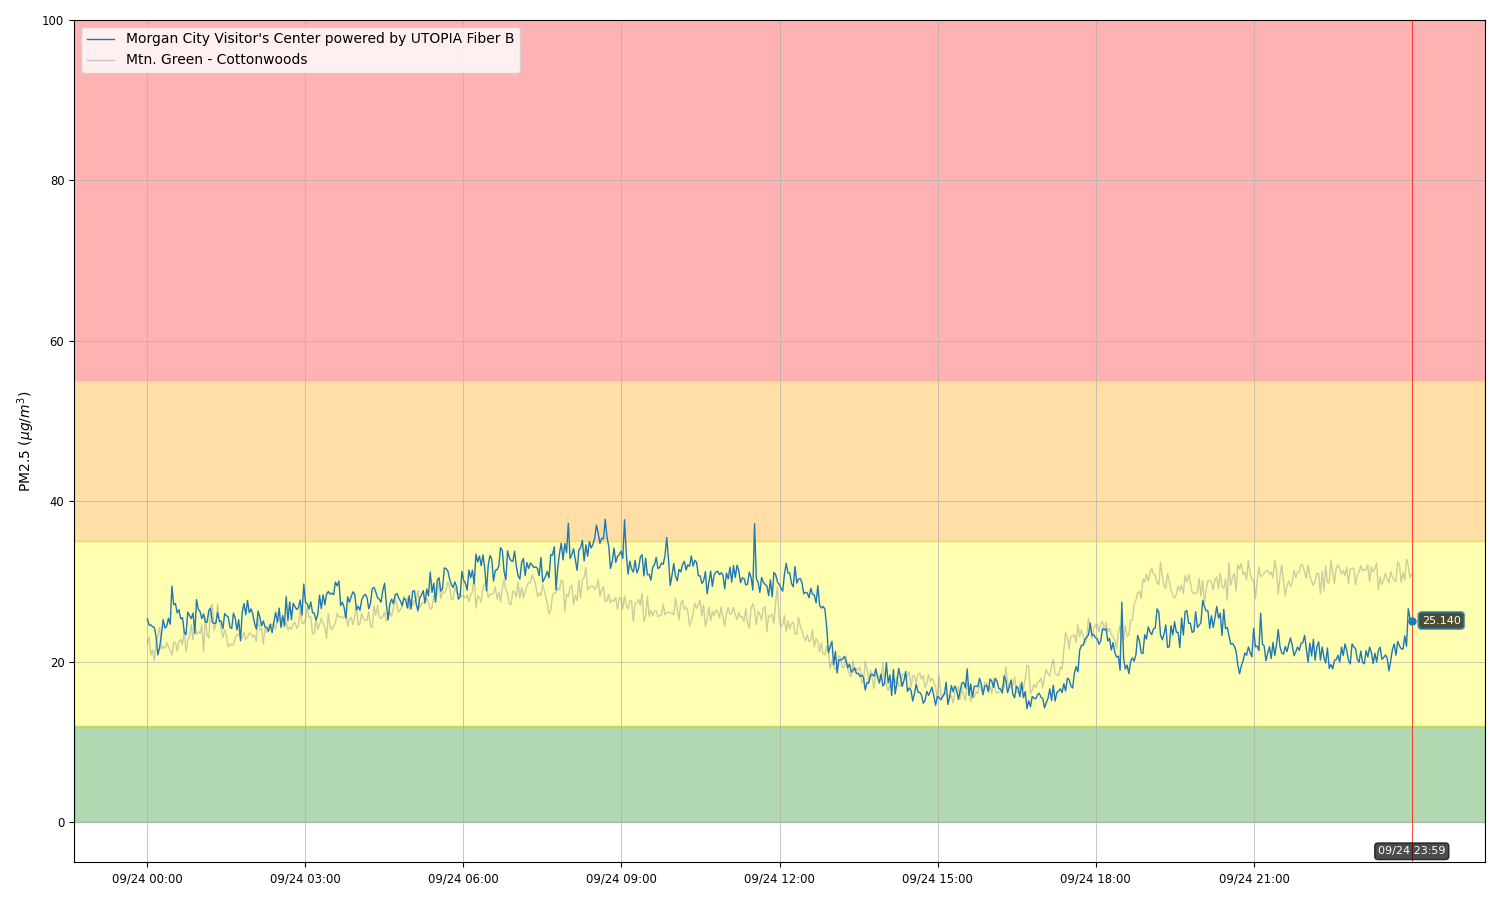 100
80
60
40
20
0
PM2.5 (µg/m³)
Morgan City Visitor's Center powered by UTOPIA Fiber B
Mtn. Green - Cottonwoods
25.140
09/24 23:59
09/24 00:00 09/24 03:00 09/24 06:00 09/24 09:00 09/24 12:00 09/24 15:00 09/24 18:00 09/24 21:00